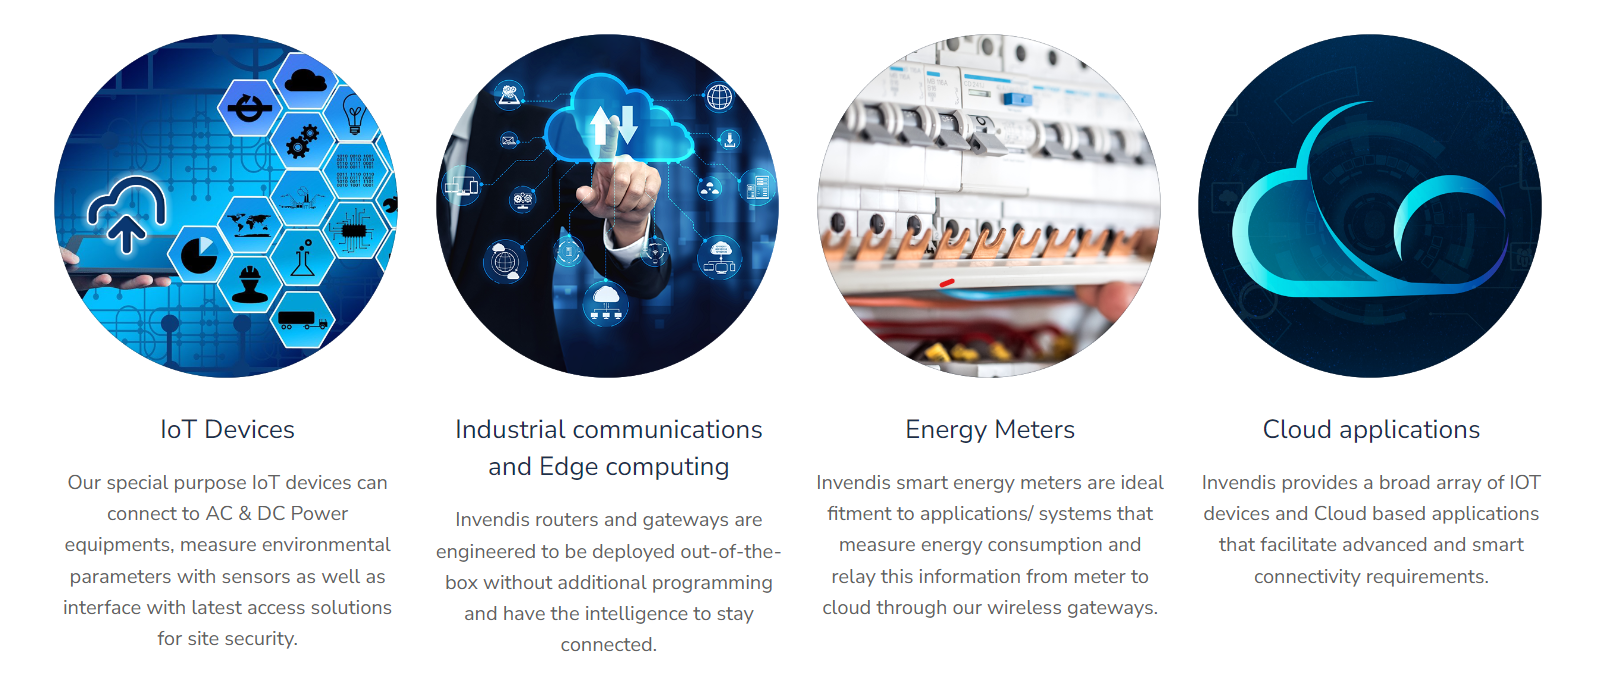 IoT Devices
Our special purpose IoT devices can
connect to AC & DC Power
equipments, measure environmental
parameters with sensors as well as
interface with latest access solutions
for site security.
Industrial communications
and Edge computing
Invendis routers and gateways are
engineered to be deployed out-of-the-
box without additional programming
and have the intelligence to stay
connected.
Energy Meters
Invendis smart energy meters are ideal
fitment to applications/ systems that
measure energy consumption and
relay this information from meter to
cloud through our wireless gateways.
Cloud applications
Invendis provides a broad array of IOT
devices and Cloud based applications
that facilitate advanced and smart
connectivity requirements.